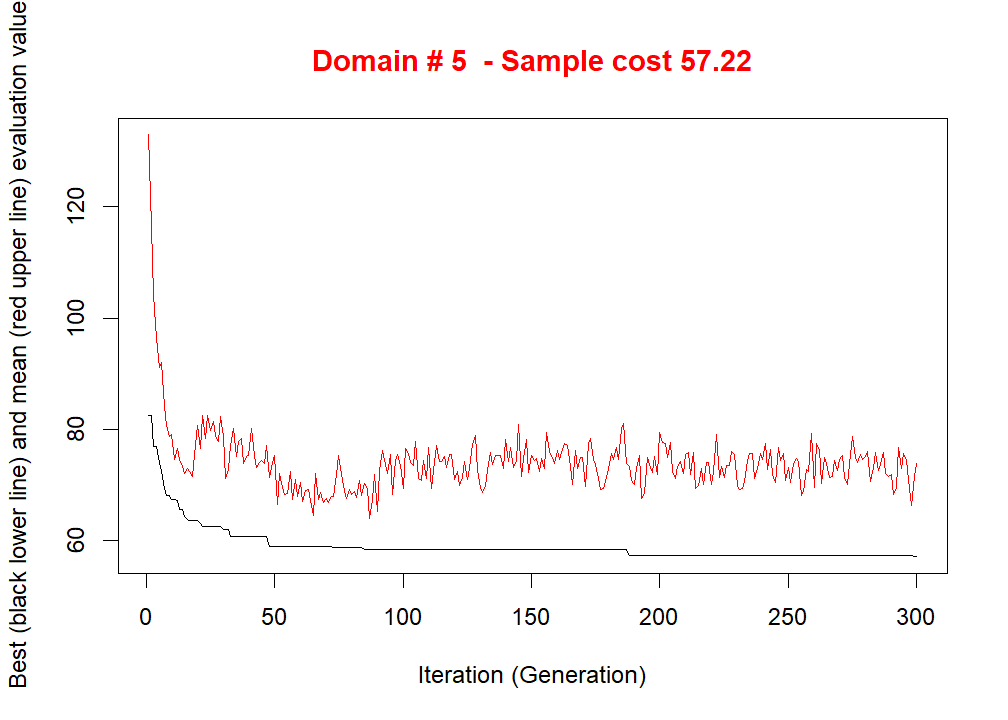 Domain # 5  - Sample cost 57.22
Best (black lower line) and mean (red upper line) evaluation value
120
100
80
60
0 50 100 150 200 250 300
Iteration (Generation)